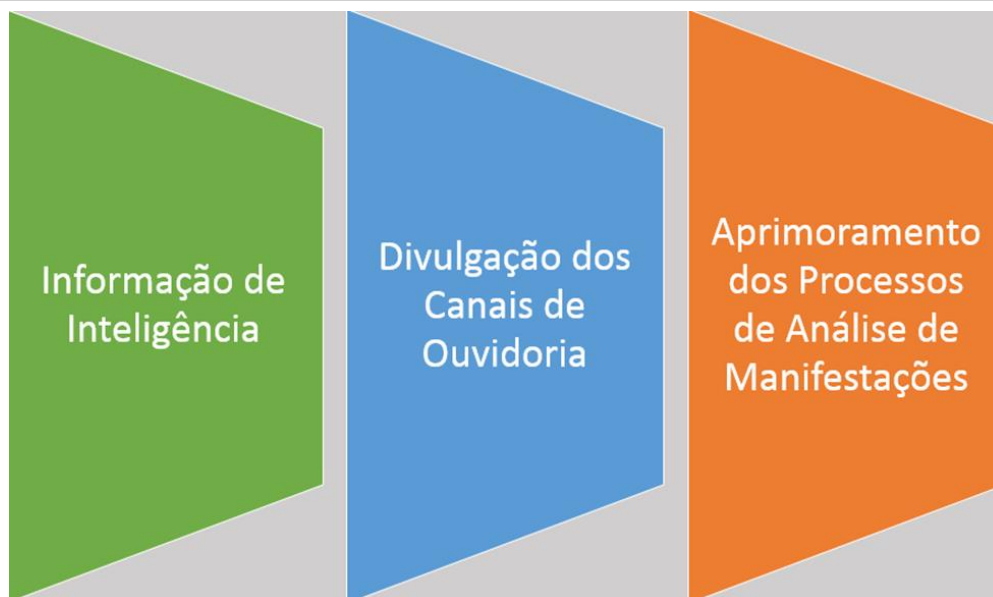 Informação de
Inteligência
Divulgação dos
Canais de
Ouvidoria
Aprimoramento
dos Processos
de Análise de
Manifestações